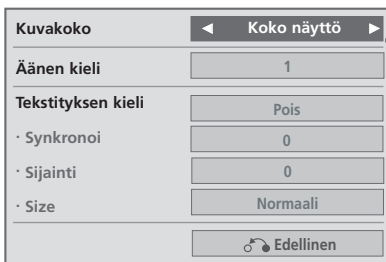 Kuvakoko ◄ Koko näyttö ►
Äänen kieli 1
Tekstityksen kieli Pois
· Synkronoi 0
· Sijainti 0
· Size Normaali
Edellinen